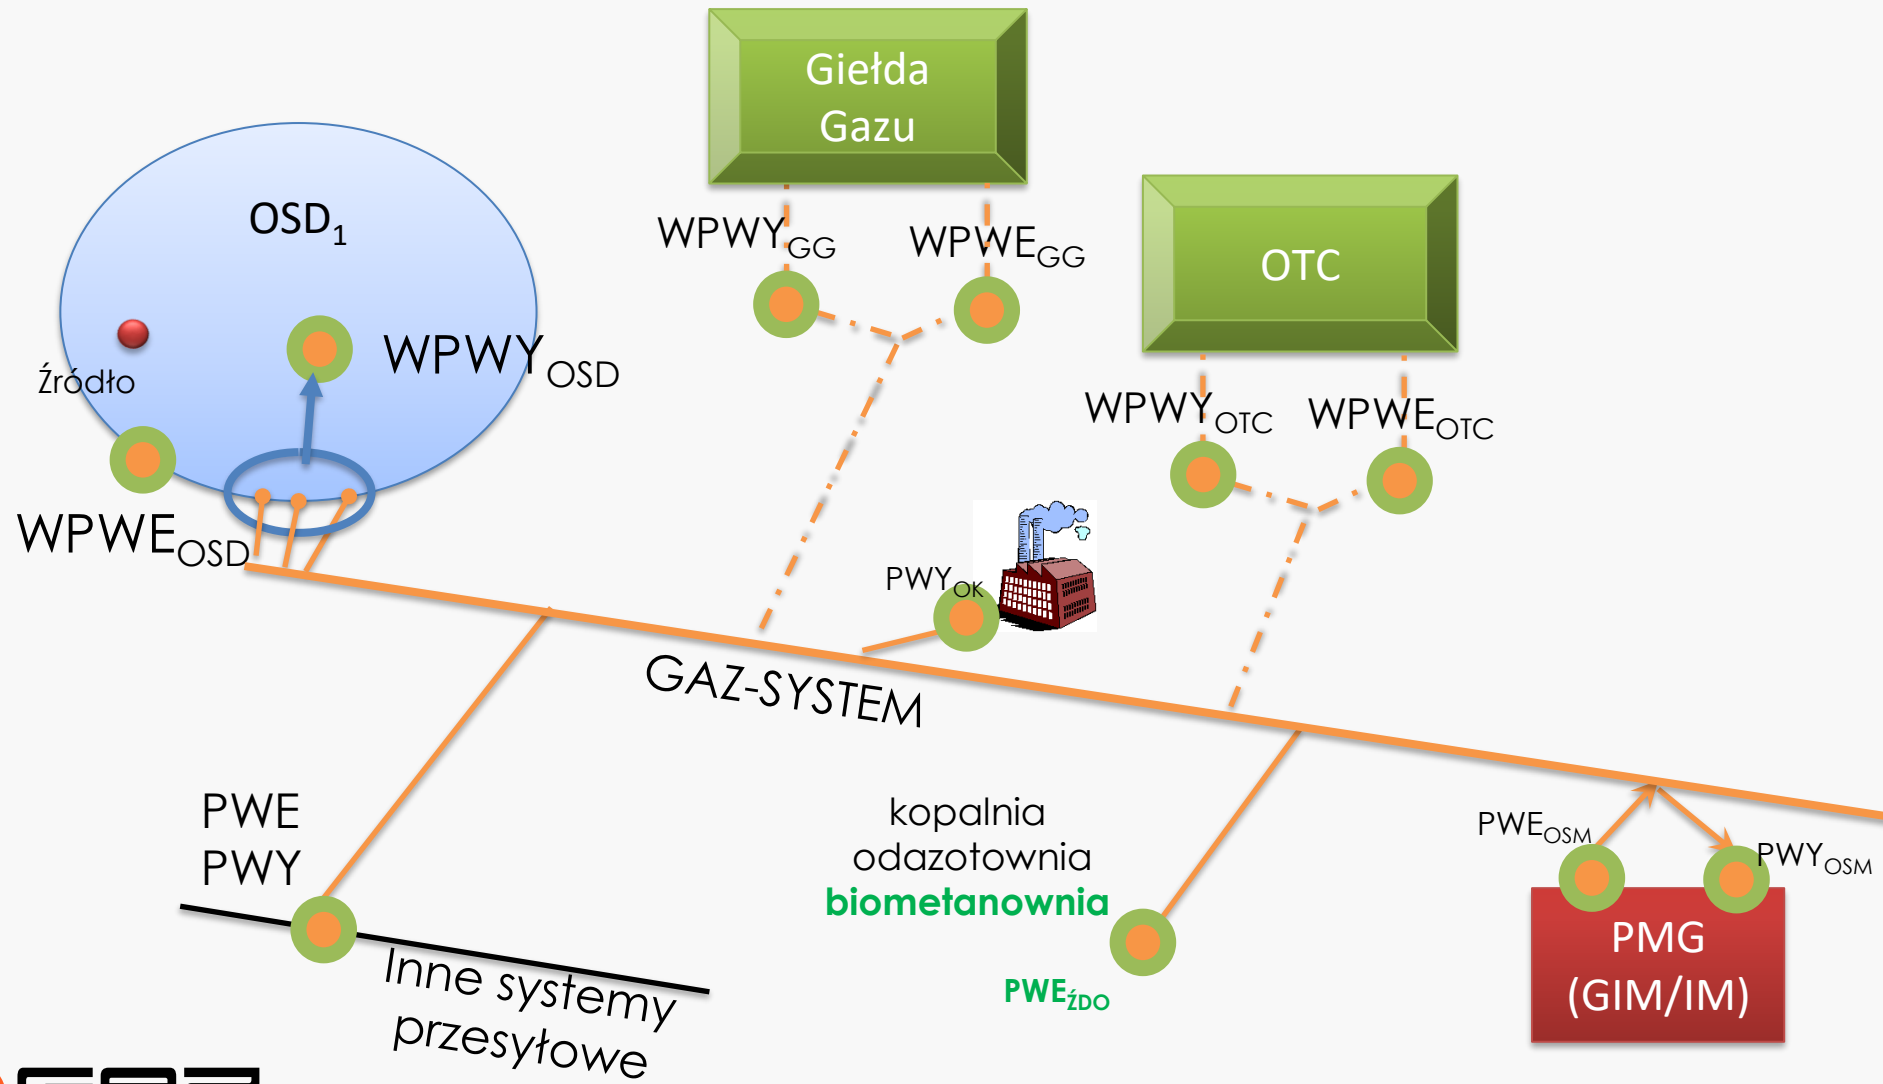 Giełda
Gazu
OSD1
WPWYGG
WPWEGG
OTC
WPWYOSD
Źródło
WPWYOTC
WPWEOTC
WPWEOSD
PWYOK
GAZ-SYSTEM
PWE
PWY
kopalnia
odazotownia
biometanownia
PWEŹDO
PWEOSM
PWYOSM
PMG
(GIM/IM)
Inne systemy
przesyłowe